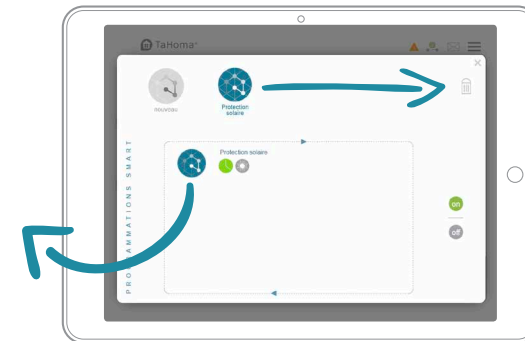 TaHoma®
nouveau
Protection
solaire
PROGRAMMATIONS SMART
Protection solaire
on
off